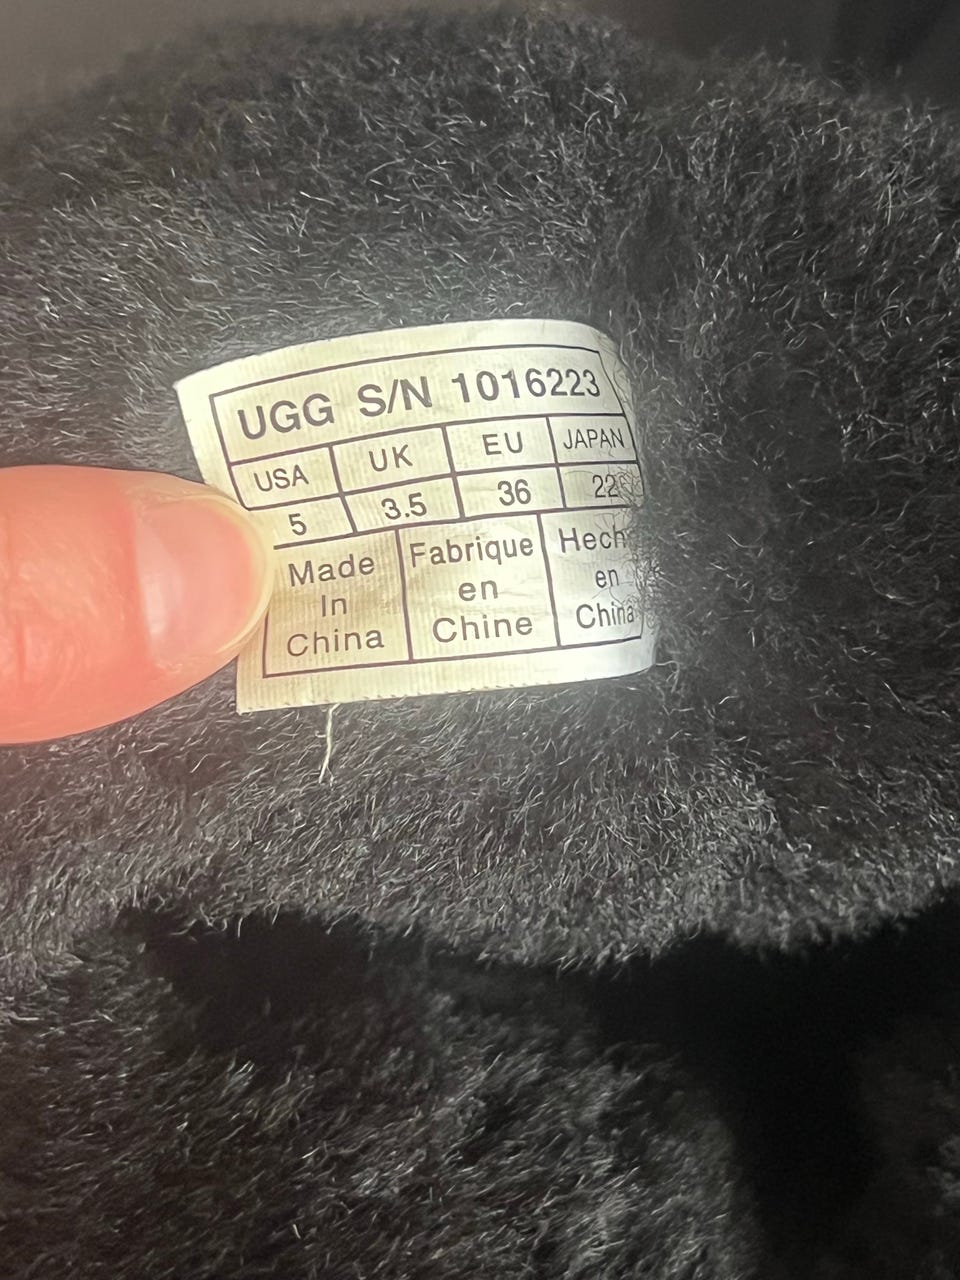 UGG S/N 1016223
USA UK EU JAPAN
5 3.5 36 22
Made In China
Fabrique en Chine
en China